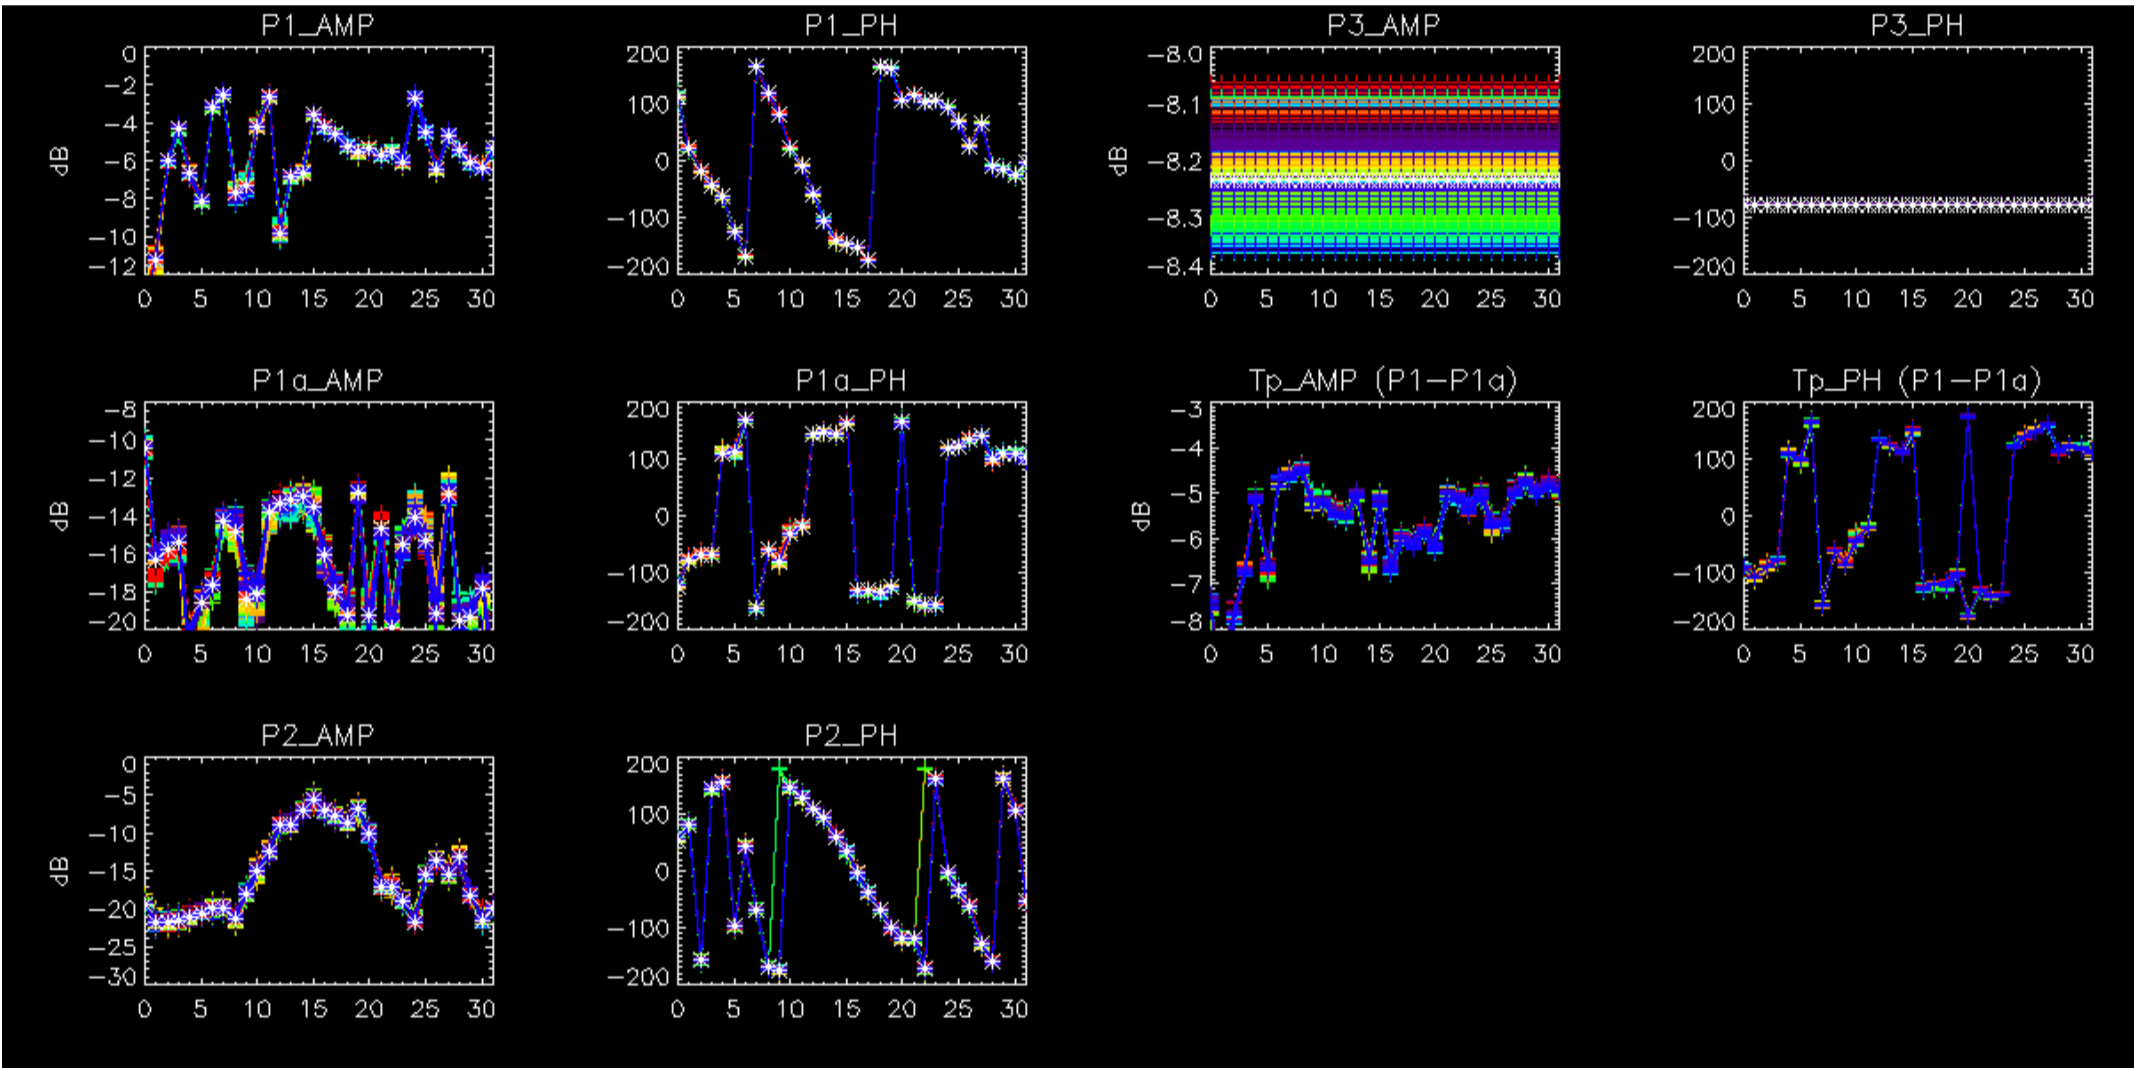 P1_AMP
0
-2
-4
-6
-8
-10
-12
dB
0 5 10 15 20 25 30
P1_PH
200
100
0
-100
-200
0 5 10 15 20 25 30
P3_AMP
-8.0
-8.1
-8.2
-8.3
-8.4
dB
0 5 10 15 20 25 30
P3_PH
200
100
0
-100
-200
0 5 10 15 20 25 30
P1a_AMP
-8
-10
-12
-14
-16
-18
-20
dB
0 5 10 15 20 25 30
P1a_PH
200
100
0
-100
-200
0 5 10 15 20 25 30
Tp_AMP (P1-P1a)
-3
-4
-5
-6
-7
-8
dB
0 5 10 15 20 25 30
Tp_PH (P1-P1a)
200
100
0
-100
-200
0 5 10 15 20 25 30
P2_AMP
0
-5
-10
-15
-20
-25
-30
dB
0 5 10 15 20 25 30
P2_PH
200
100
0
-100
-200
0 5 10 15 20 25 30